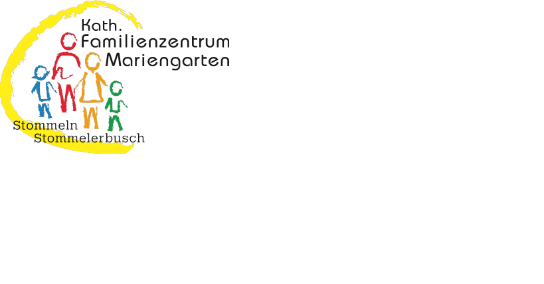 Kath.
Familienzentrum
Mariengarten
Stommeln
Stommelerbusch